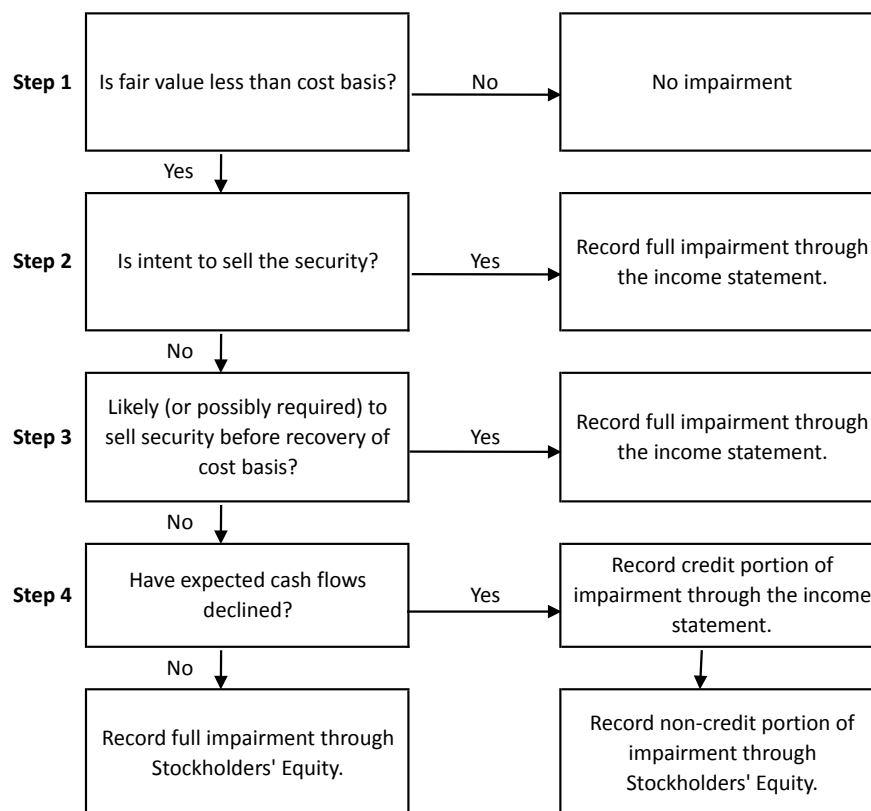 Step 1
Is fair value less than cost basis?
No
No impairment
Yes
Step 2
Is intent to sell the security?
Yes
Record full impairment through
the income statement.
No
Step 3
Likely (or possibly required) to
sell security before recovery of
cost basis?
Yes
Record full impairment through
the income statement.
No
Step 4
Have expected cash flows
declined?
Yes
Record credit portion of
impairment through the income
statement.
No
Record full impairment through
Stockholders' Equity.
Record non-credit portion of
impairment through
Stockholders' Equity.